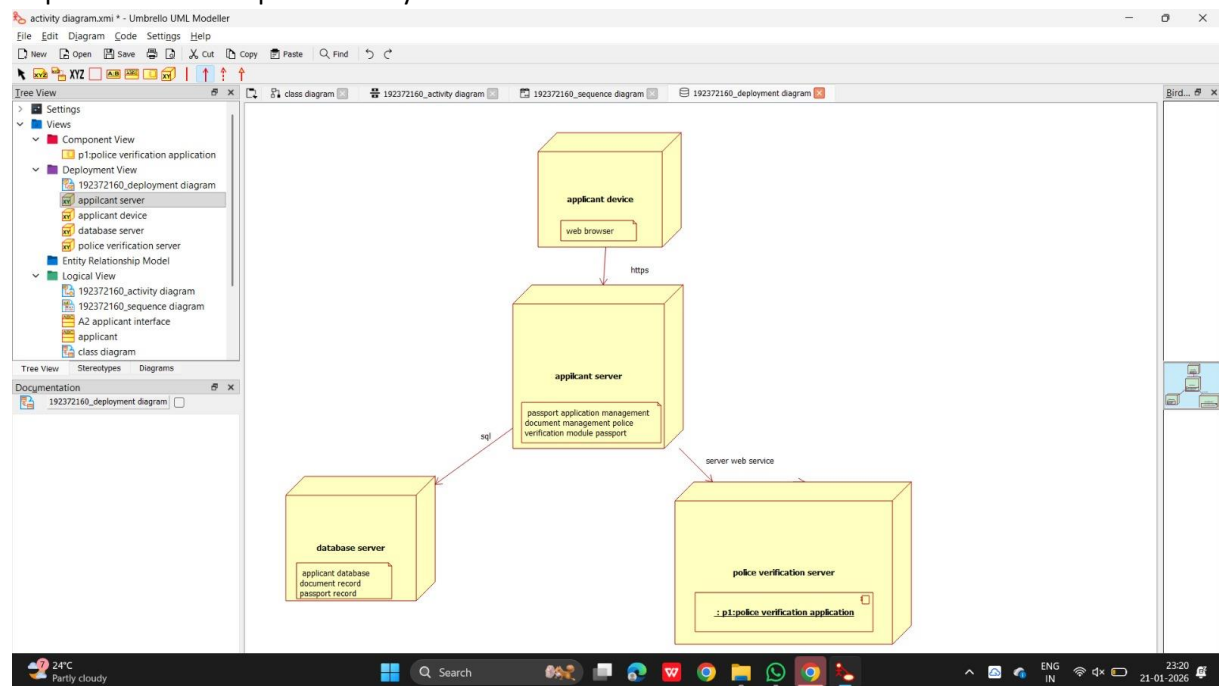 activity diagram.xmi * - Umbrello UML Modeller
File Edit Diagram Code Settings Help
New Open Save Cut Copy Paste Find
XYZ
Tree View
class diagram
192372160_activity diagram
192372160_sequence diagram
192372160_deployment diagram
Bird...
Settings
Views
Component View
p1:police verification application
Deployment View
192372160_deployment diagram
appilcant server
applicant device
database server
police verification server
Entity Relationship Model
Logical View
192372160_activity diagram
192372160_sequence diagram
A2 applicant interface
applicant
class diagram
Tree View Stereotypes Diagrams
Documentation
192372160_deployment diagram
applicant device
web browser
https
appilcant server
passport application management
document management police
verification module passport
sql
server web service
database server
applicant database
document record
passport record
police verification server
: p1:police verification application
7
24°C
Partly cloudy
Search
ENG
IN
23:20
21-01-2026